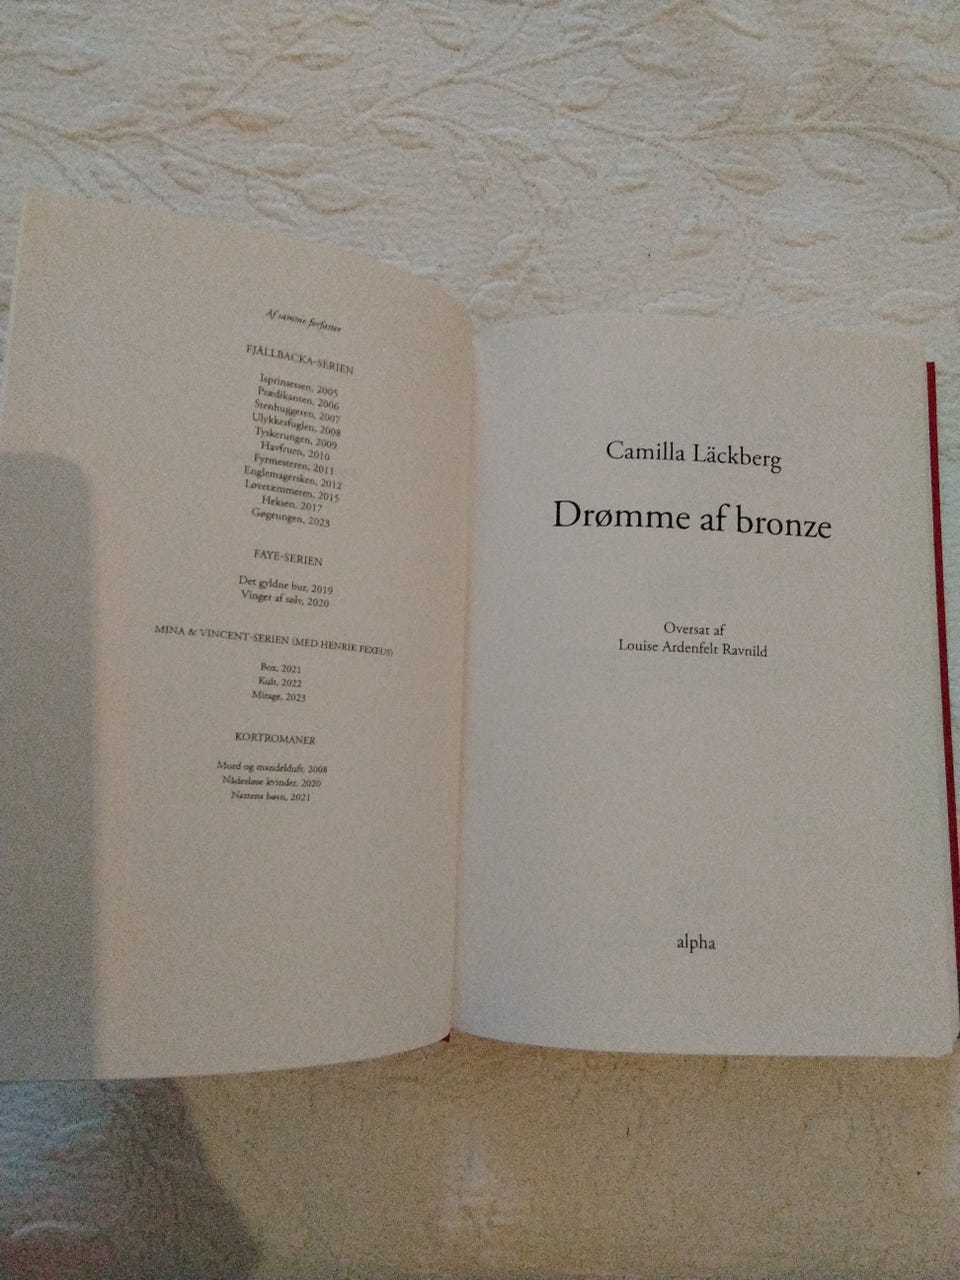 Af samme forfatter
FJÄLLBACKA-SERIEN
Isprinsessen, 2005
Prædikanten, 2006
Stenhuggeren, 2007
Ulykkesfuglen, 2008
Tyskerungen, 2009
Havfruen, 2010
Fyrmesteren, 2011
Englemagersken, 2012
Løvetæmmeren, 2015
Heksen, 2017
Gøgeungen, 2023
FAYE-SERIEN
Det gyldne bur, 2019
Vinger af sølv, 2020
MINA & VINCENT-SERIEN (MED HENRIK FEXEUS)
Box, 2021
Kult, 2022
Mirage, 2023
KORTROMANER
Mord og mandelduft, 2008
Nådesløse kvinder, 2020
Nattens børn, 2021
Camilla Läckberg
Drømme af bronze
Oversat af
Louise Ardenfelt Ravnild
alpha